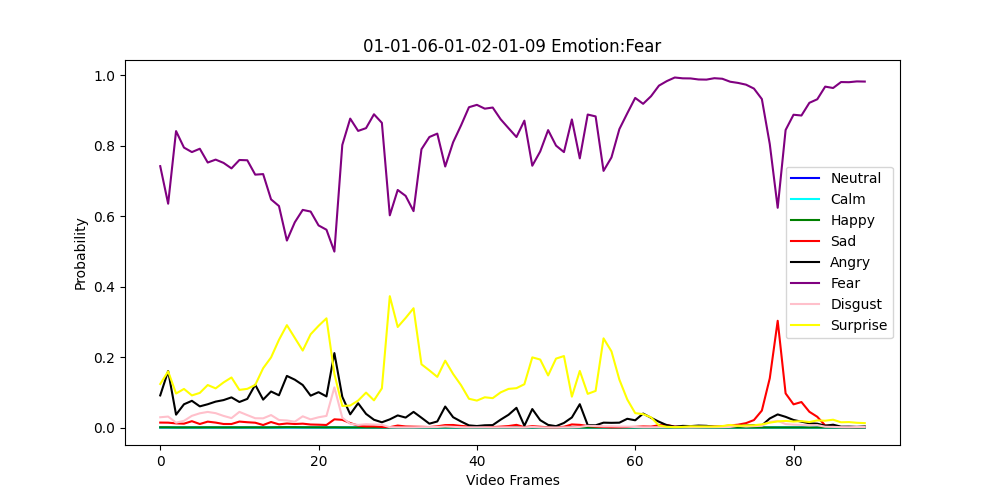 01-01-06-01-02-01-09 Emotion:Fear
1.0
0.8
0.6
0.4
0.2
0.0
Probability
0
20
40
60
80
Video Frames
Neutral
Calm
Happy
Sad
Angry
Fear
Disgust
Surprise